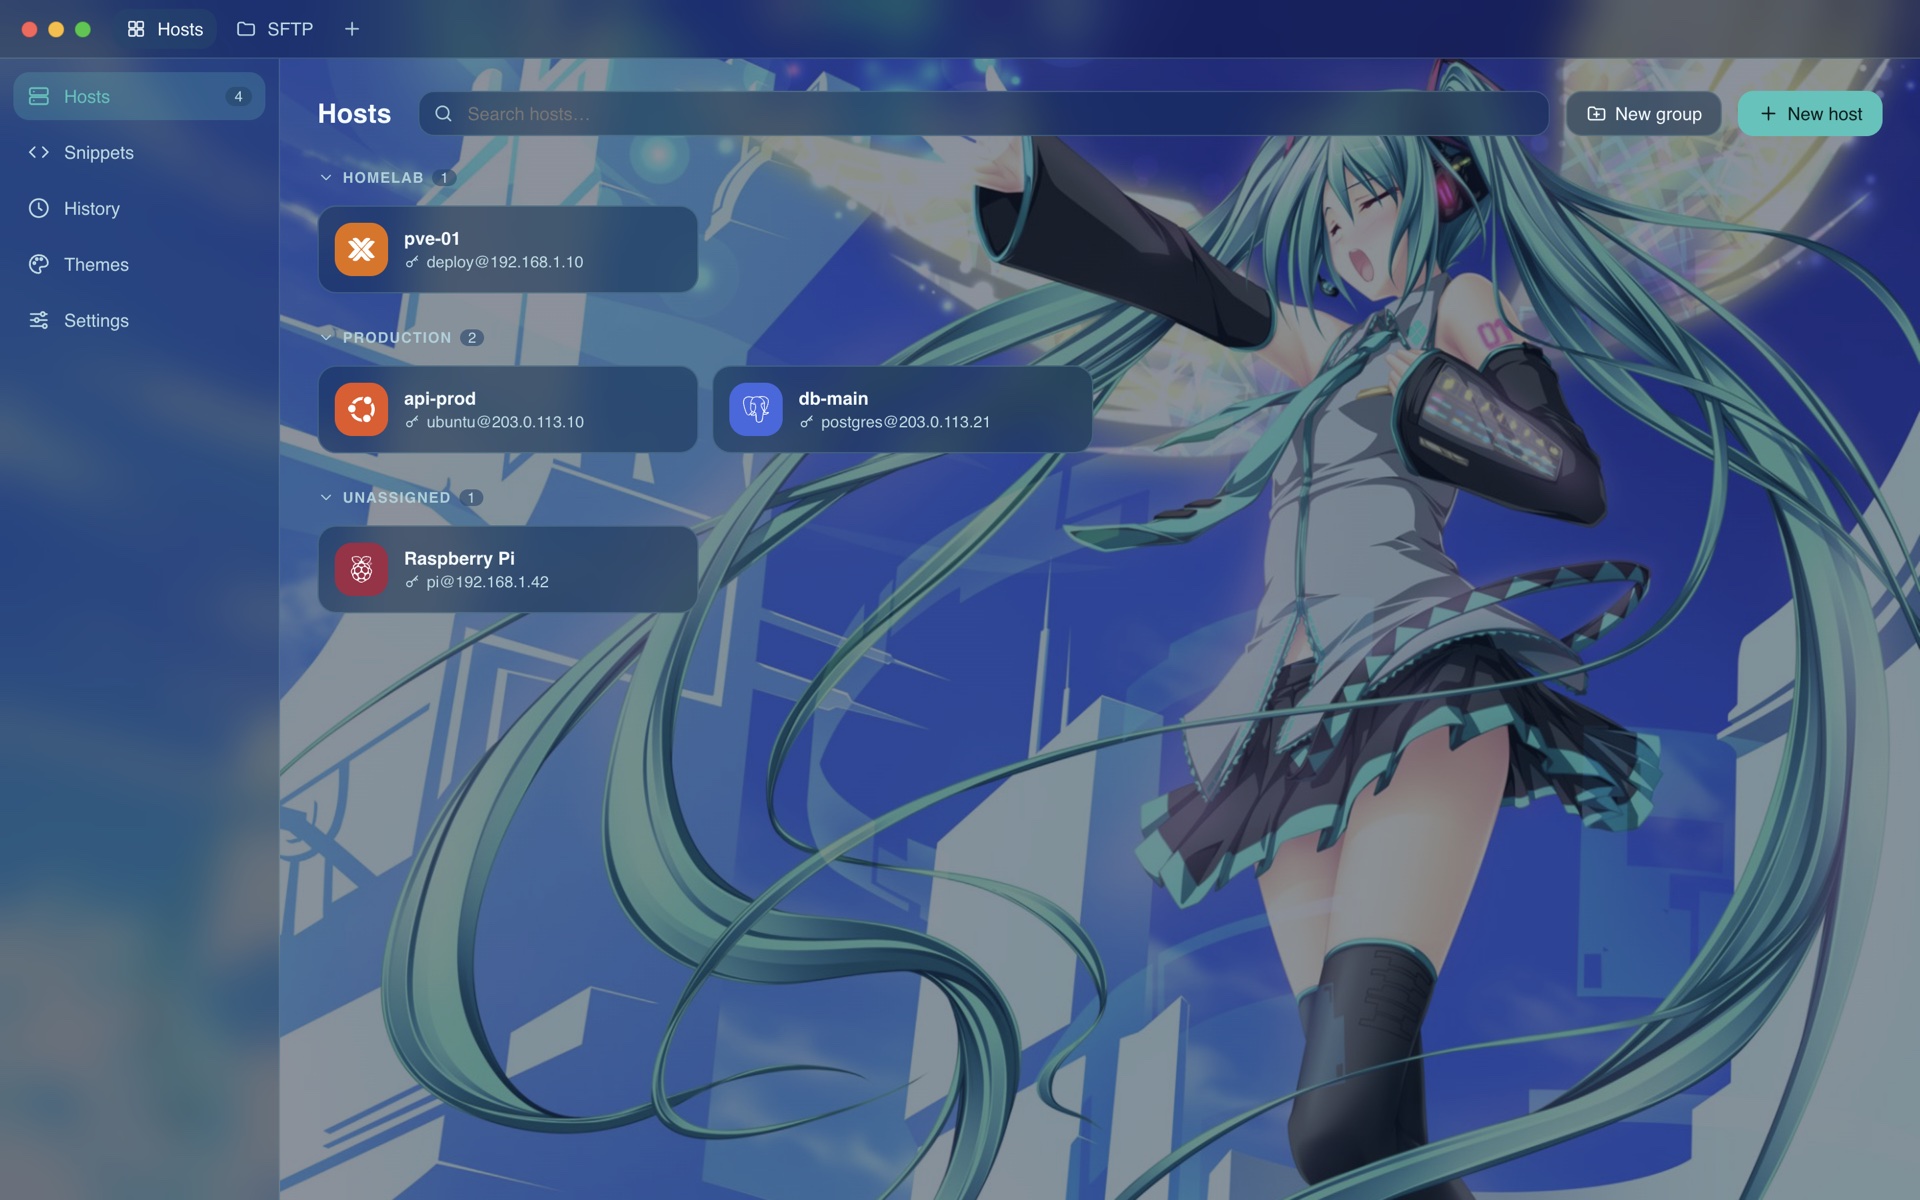 Hosts
SFTP
Hosts 4
Snippets
History
Themes
Settings
Hosts
Search hosts…
New group
New host
HOMELAB 1
pve-01
deploy@192.168.1.10
PRODUCTION 2
api-prod
ubuntu@203.0.113.10
db-main
postgres@203.0.113.21
UNASSIGNED 1
Raspberry Pi
pi@192.168.1.42
01